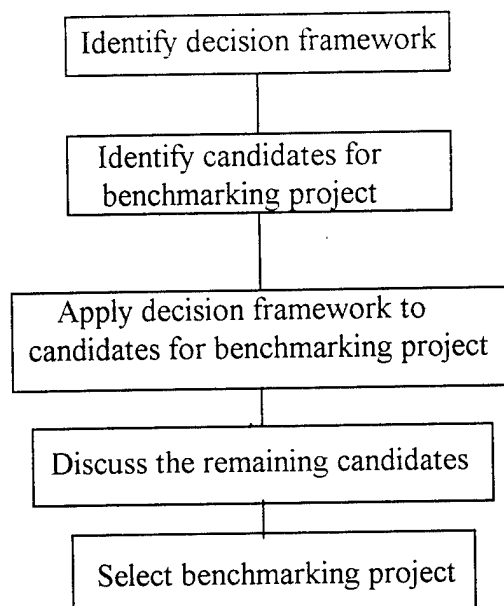 Identify decision framework
Identify candidates for
benchmarking project
Apply decision framework to
candidates for benchmarking project
Discuss the remaining candidates
Select benchmarking project